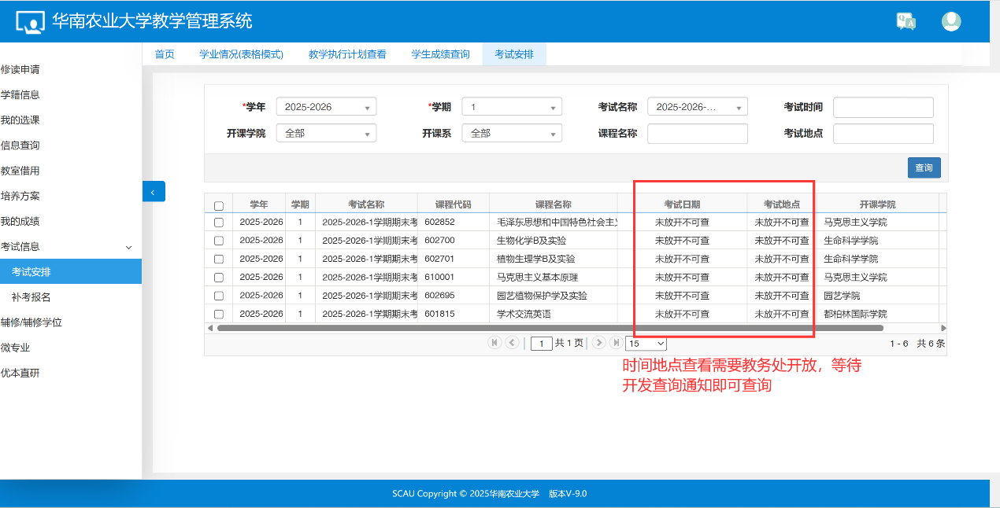 华南农业大学教学管理系统
首页 学业情况(表格模式) 教学执行计划查看 学生成绩查询 考试安排
修读申请
学籍信息
我的选课
信息查询
教室借用
培养方案
我的成绩
考试信息
考试安排
补考报名
辅修/辅修学位
微专业
优本直研
*学年 2025-2026 *学期 1 考试名称 2025-2026-... 考试时间
开课学院 全部 开课系 全部 课程名称 考试地点
查询
学年 学期 考试名称 课程代码 课程名称 考试日期 考试地点 开课学院
2025-2026 1 2025-2026-1学期期末考 602852 毛泽东思想和中国特色社会主 未放开不可查 未放开不可查 马克思主义学院
2025-2026 1 2025-2026-1学期期末考 602700 生物化学B及实验 未放开不可查 未放开不可查 生命科学学院
2025-2026 1 2025-2026-1学期期末考 602701 植物生理学B及实验 未放开不可查 未放开不可查 生命科学学院
2025-2026 1 2025-2026-1学期期末考 610001 马克思主义基本原理 未放开不可查 未放开不可查 马克思主义学院
2025-2026 1 2025-2026-1学期期末考 602695 园艺植物保护学及实验 未放开不可查 未放开不可查 园艺学院
2025-2026 1 2025-2026-1学期期末考 601815 学术交流英语 未放开不可查 未放开不可查 都柏林国际学院
1 共 1 页 15 1 - 6 共 6 条
时间地点查看需要教务处开放，等待
开发查询通知即可查询
SCAU Copyright © 2025华南农业大学 版本V-9.0